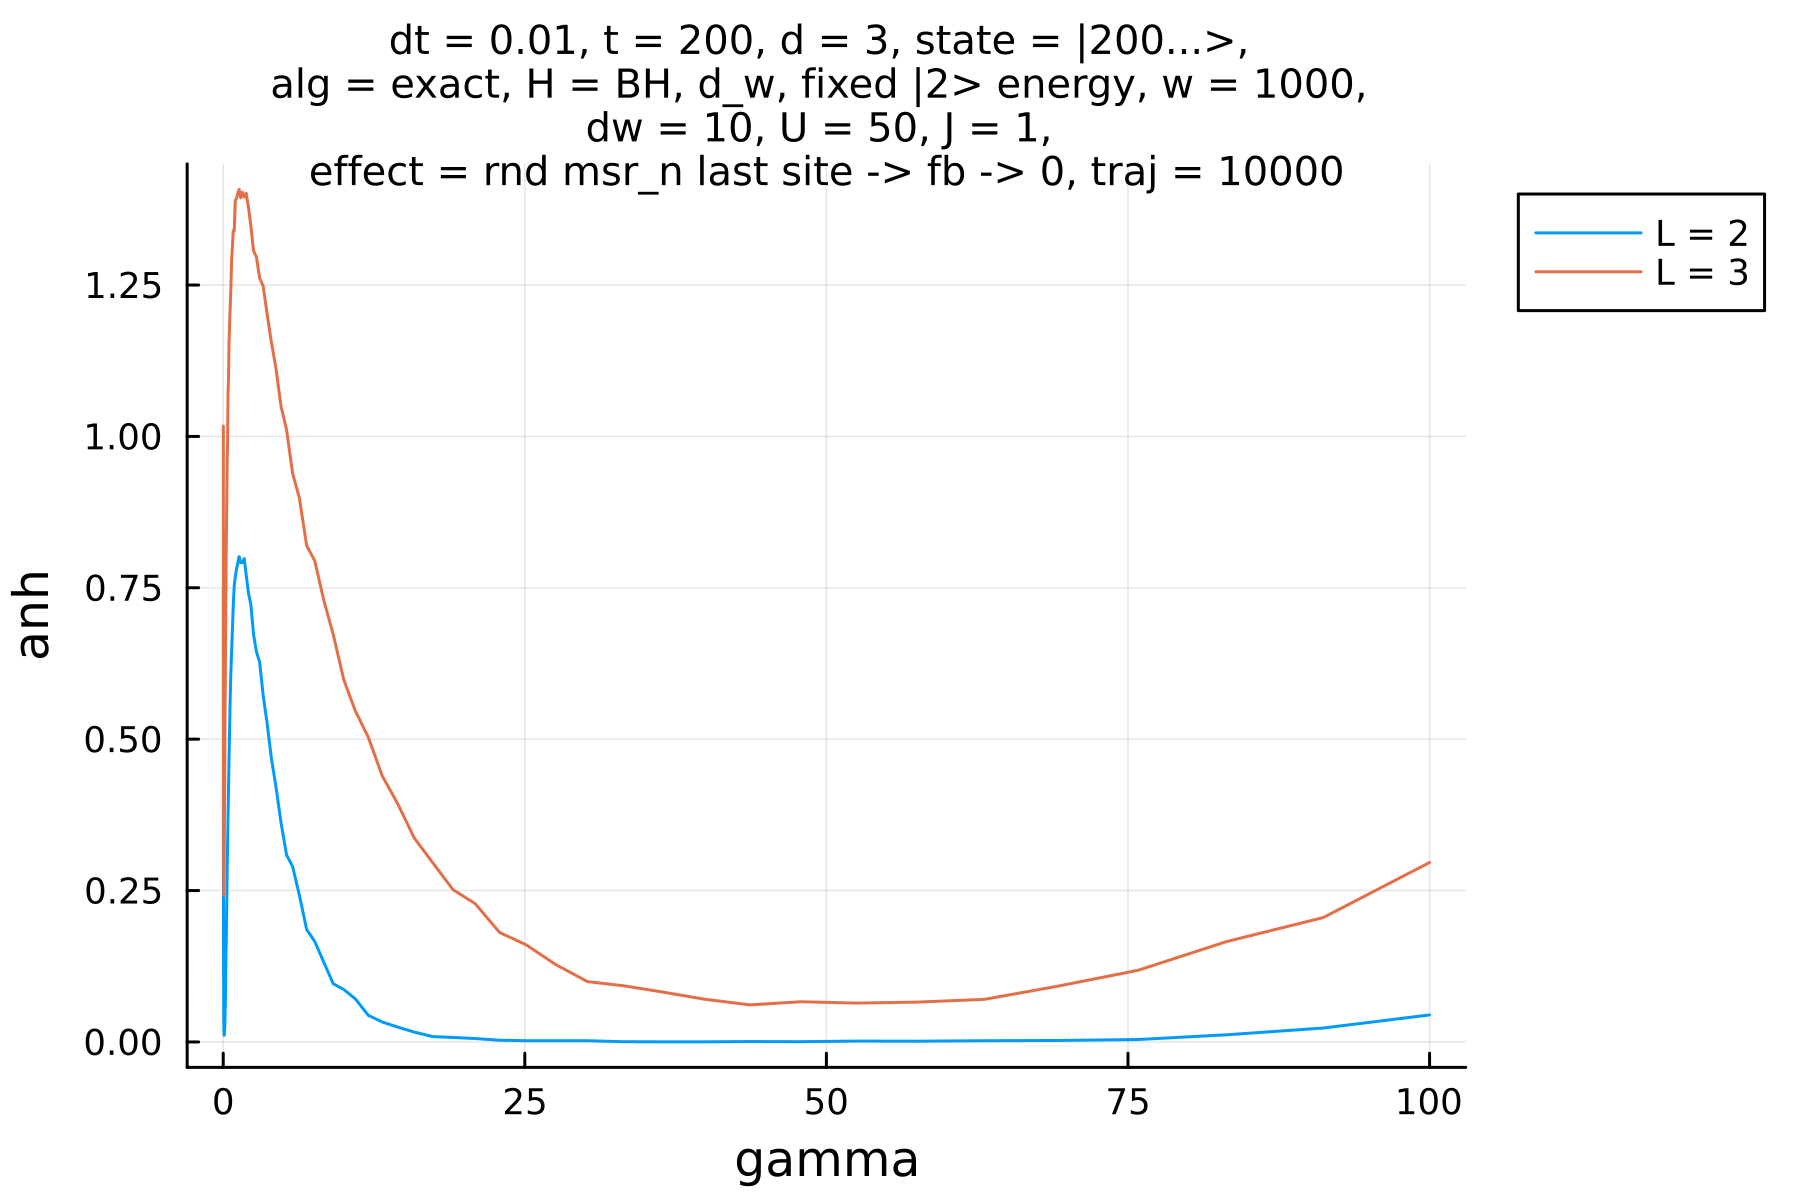 dt = 0.01, t = 200, d = 3, state = |200...>,
alg = exact, H = BH, d_w, fixed |2> energy, w = 1000,
dw = 10, U = 50, J = 1,
effect = rnd msr_n last site -> fb -> 0, traj = 10000
L = 2
L = 3
1.25
1.00
0.75
0.50
0.25
0.00
anh
0 25 50 75 100
gamma